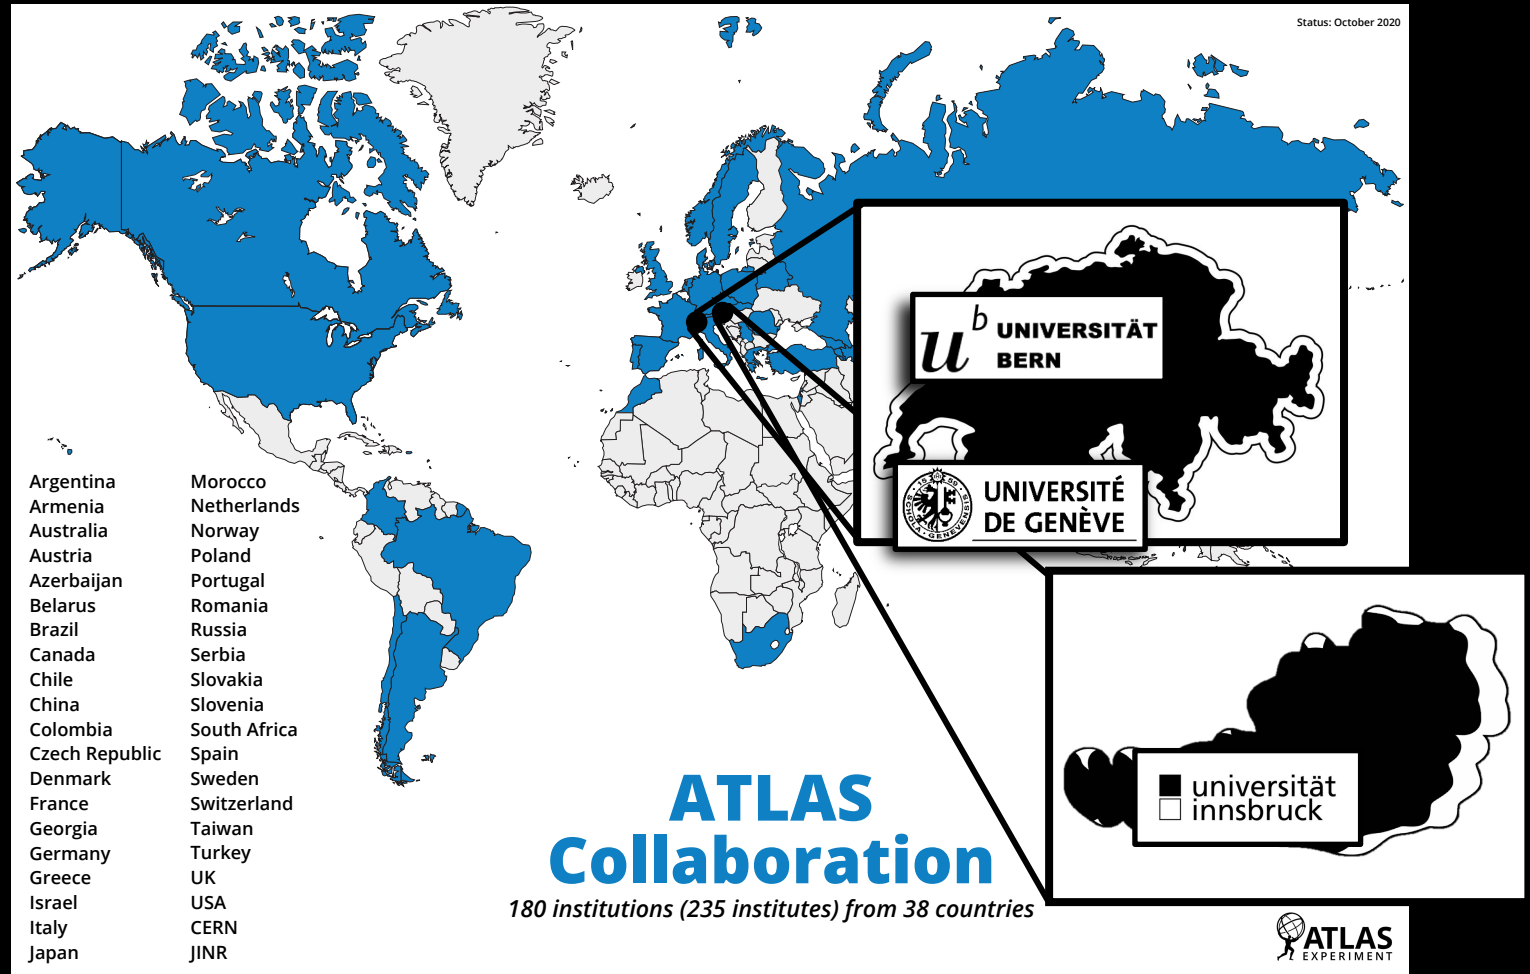 Status: October 2020
u b UNIVERSITÄT
BERN
SCHOLA GENEVENSIS
1559
UNIVERSITÉ
DE GENÈVE
Argentina
Armenia
Australia
Austria
Azerbaijan
Belarus
Brazil
Canada
Chile
China
Colombia
Czech Republic
Denmark
France
Georgia
Germany
Greece
Israel
Italy
Japan
Morocco
Netherlands
Norway
Poland
Portugal
Romania
Russia
Serbia
Slovakia
Slovenia
South Africa
Spain
Sweden
Switzerland
Taiwan
Turkey
UK
USA
CERN
JINR
universität
innsbruck
ATLAS
Collaboration
180 institutions (235 institutes) from 38 countries
ATLAS
EXPERIMENT